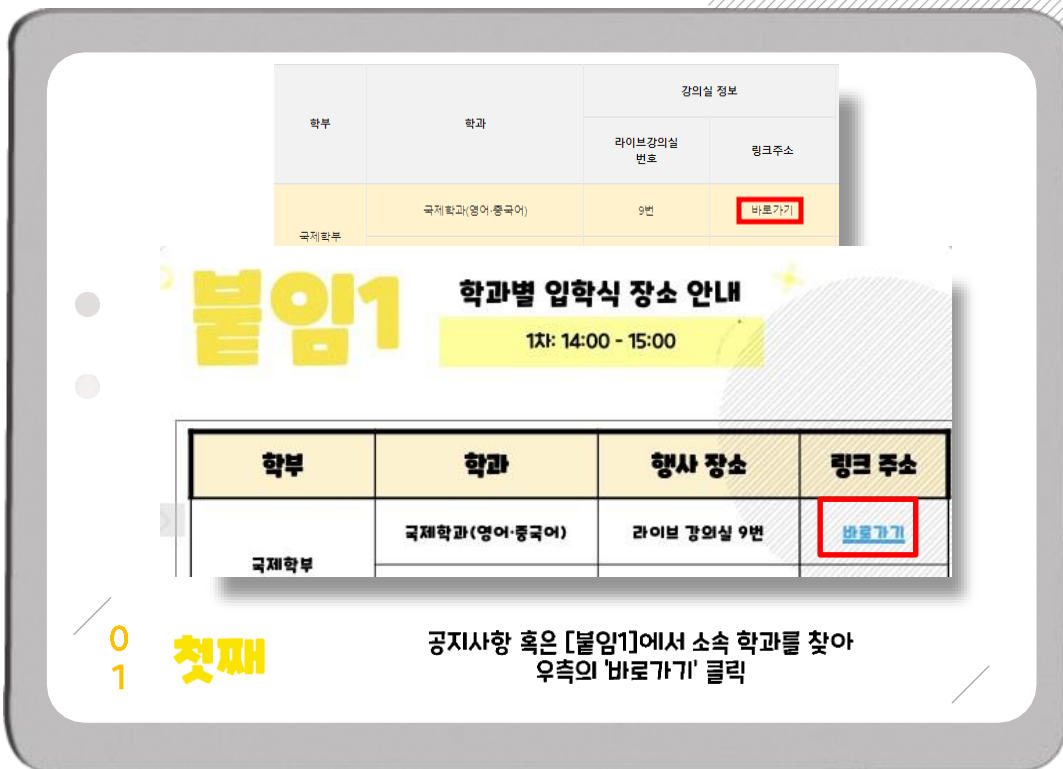 학부
학과
강의실 정보
라이브강의실
번호
링크주소
국제학과(영어·중국어)
9번
바로가기
국제학부
붙임1
학과별 입학식 장소 안내
1차: 14:00 - 15:00
학부
학과
행사 장소
링크 주소
국제학과(영어·중국어)
라이브 강의실 9번
바로가기
국제학부
01
첫째
공지사항 혹은 [붙임1]에서 소속 학과를 찾아
우측의 '바로가기' 클릭